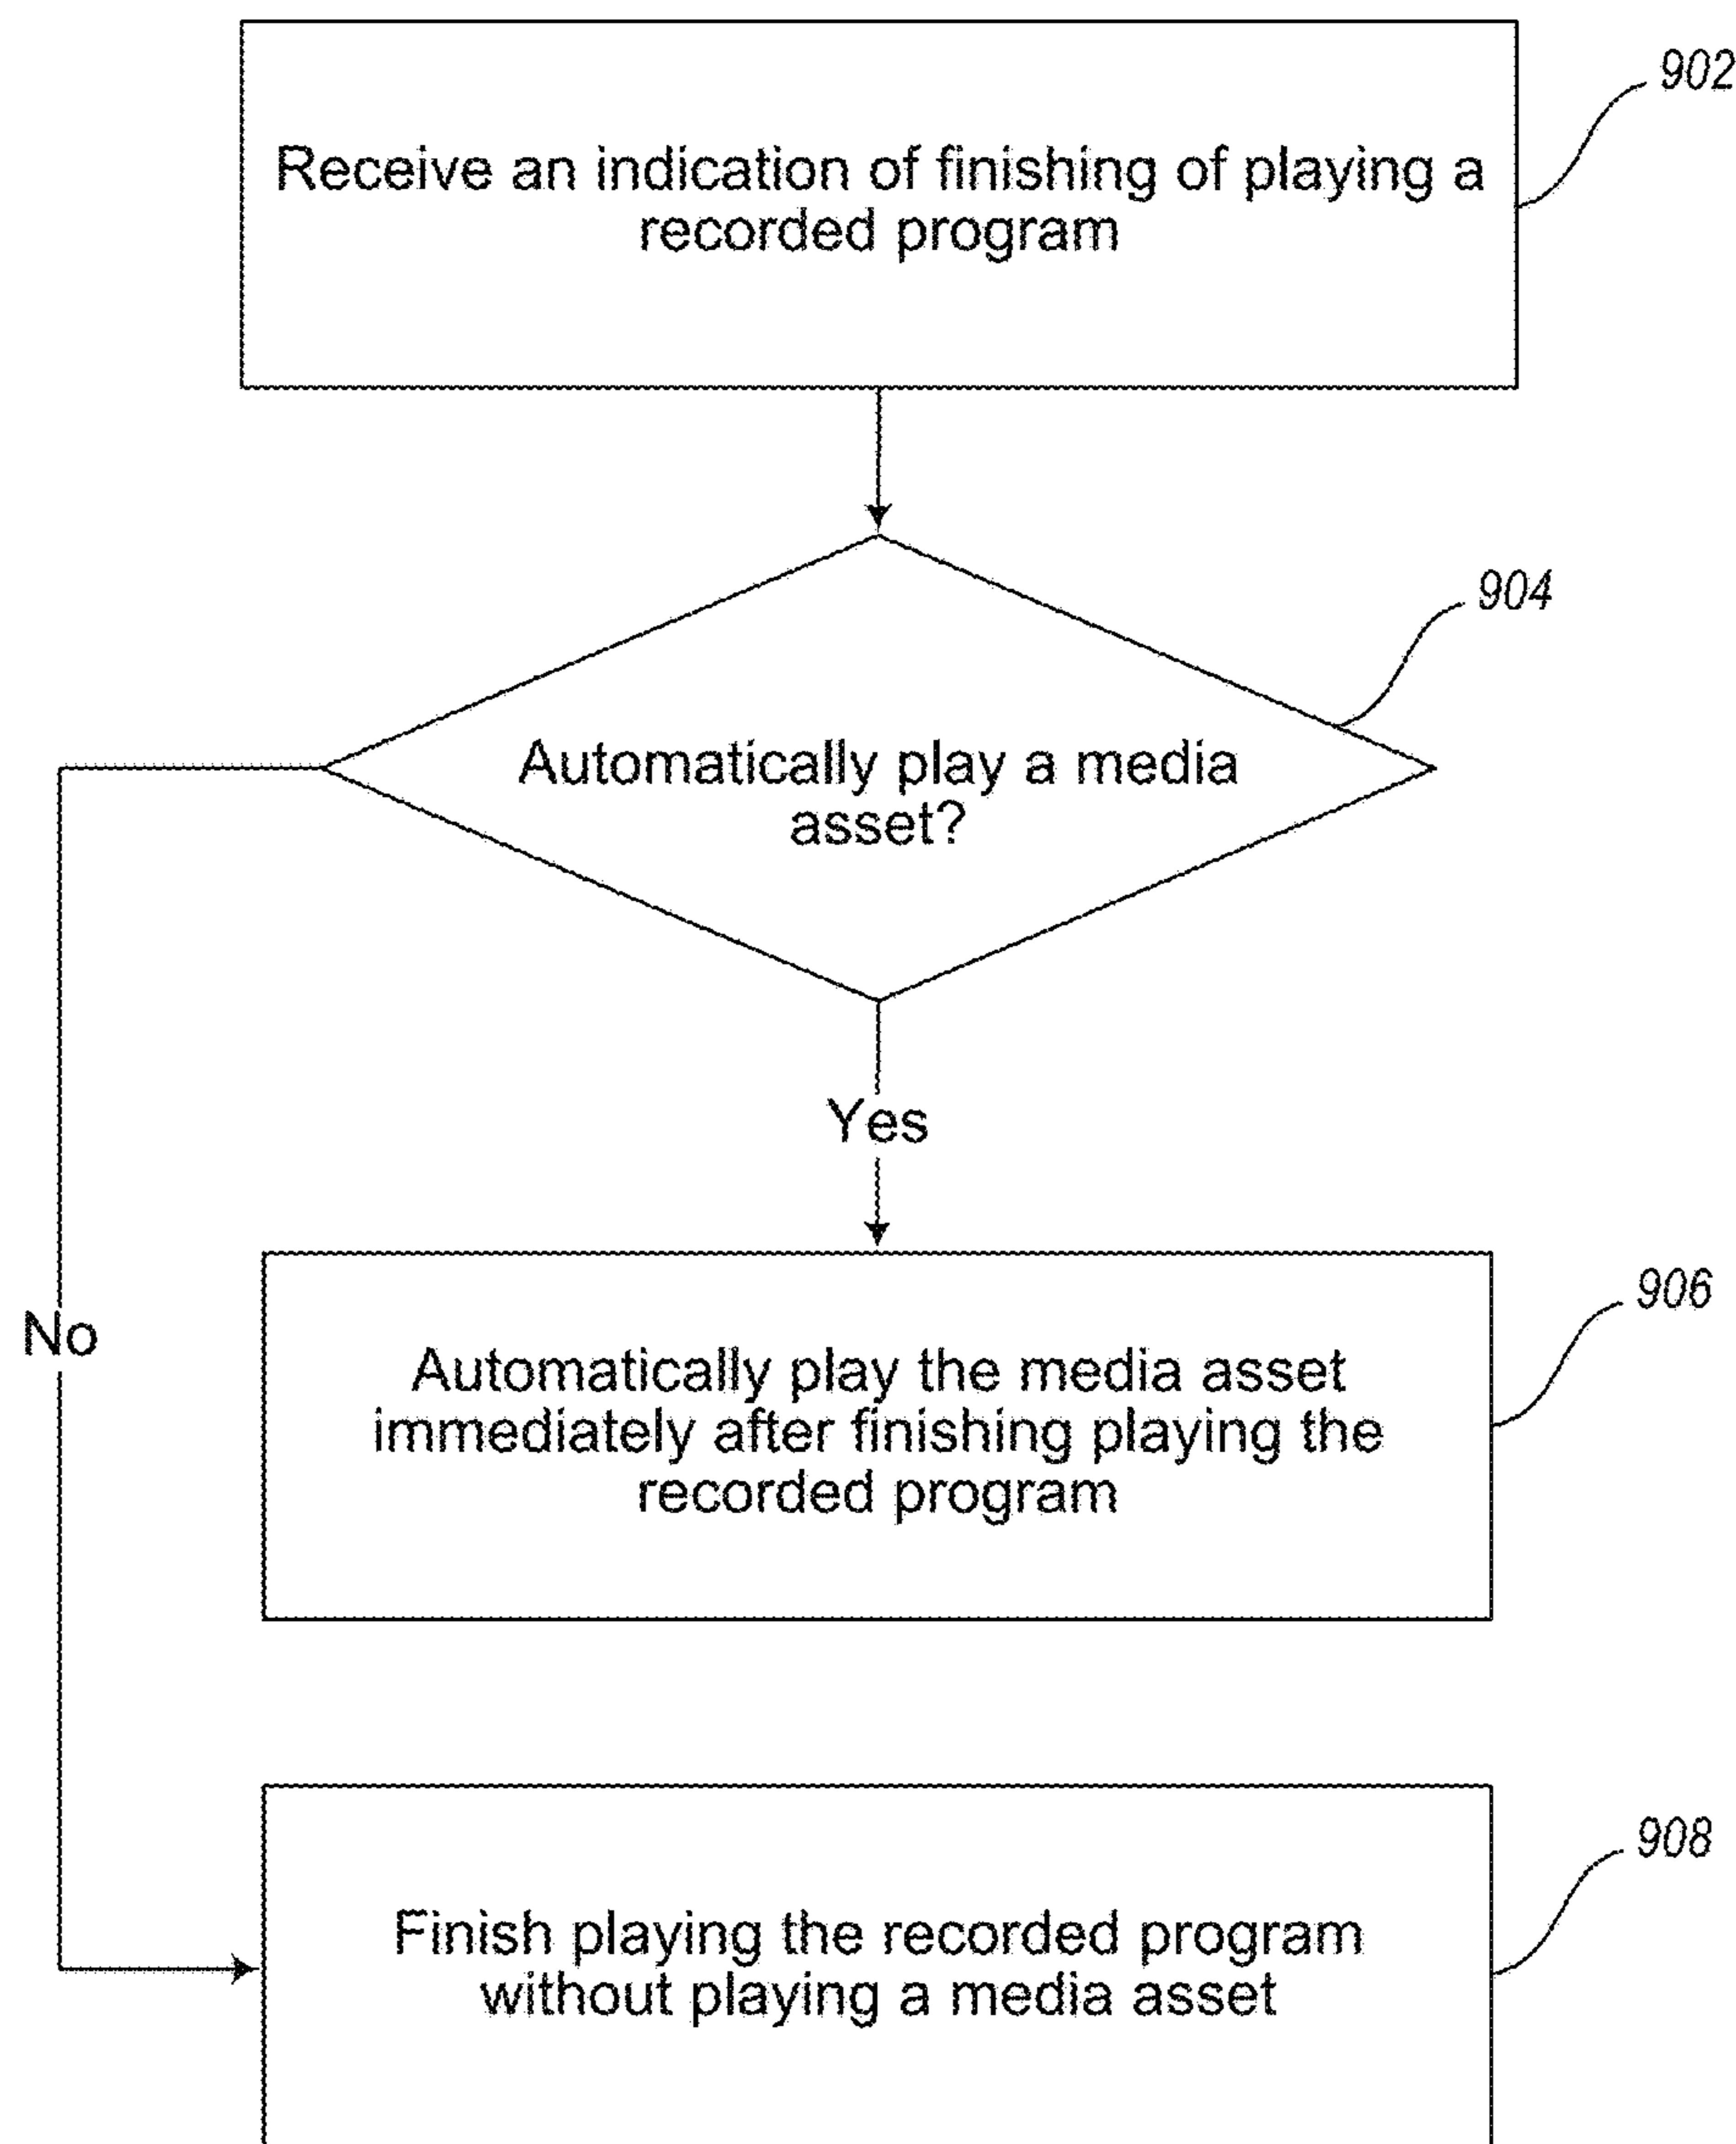 902
Receive an indication of finishing of playing a
recorded program
904
Automatically play a media
asset?
Yes
No
906
Automatically play the media asset
immediately after finishing playing the
recorded program
908
Finish playing the recorded program
without playing a media asset